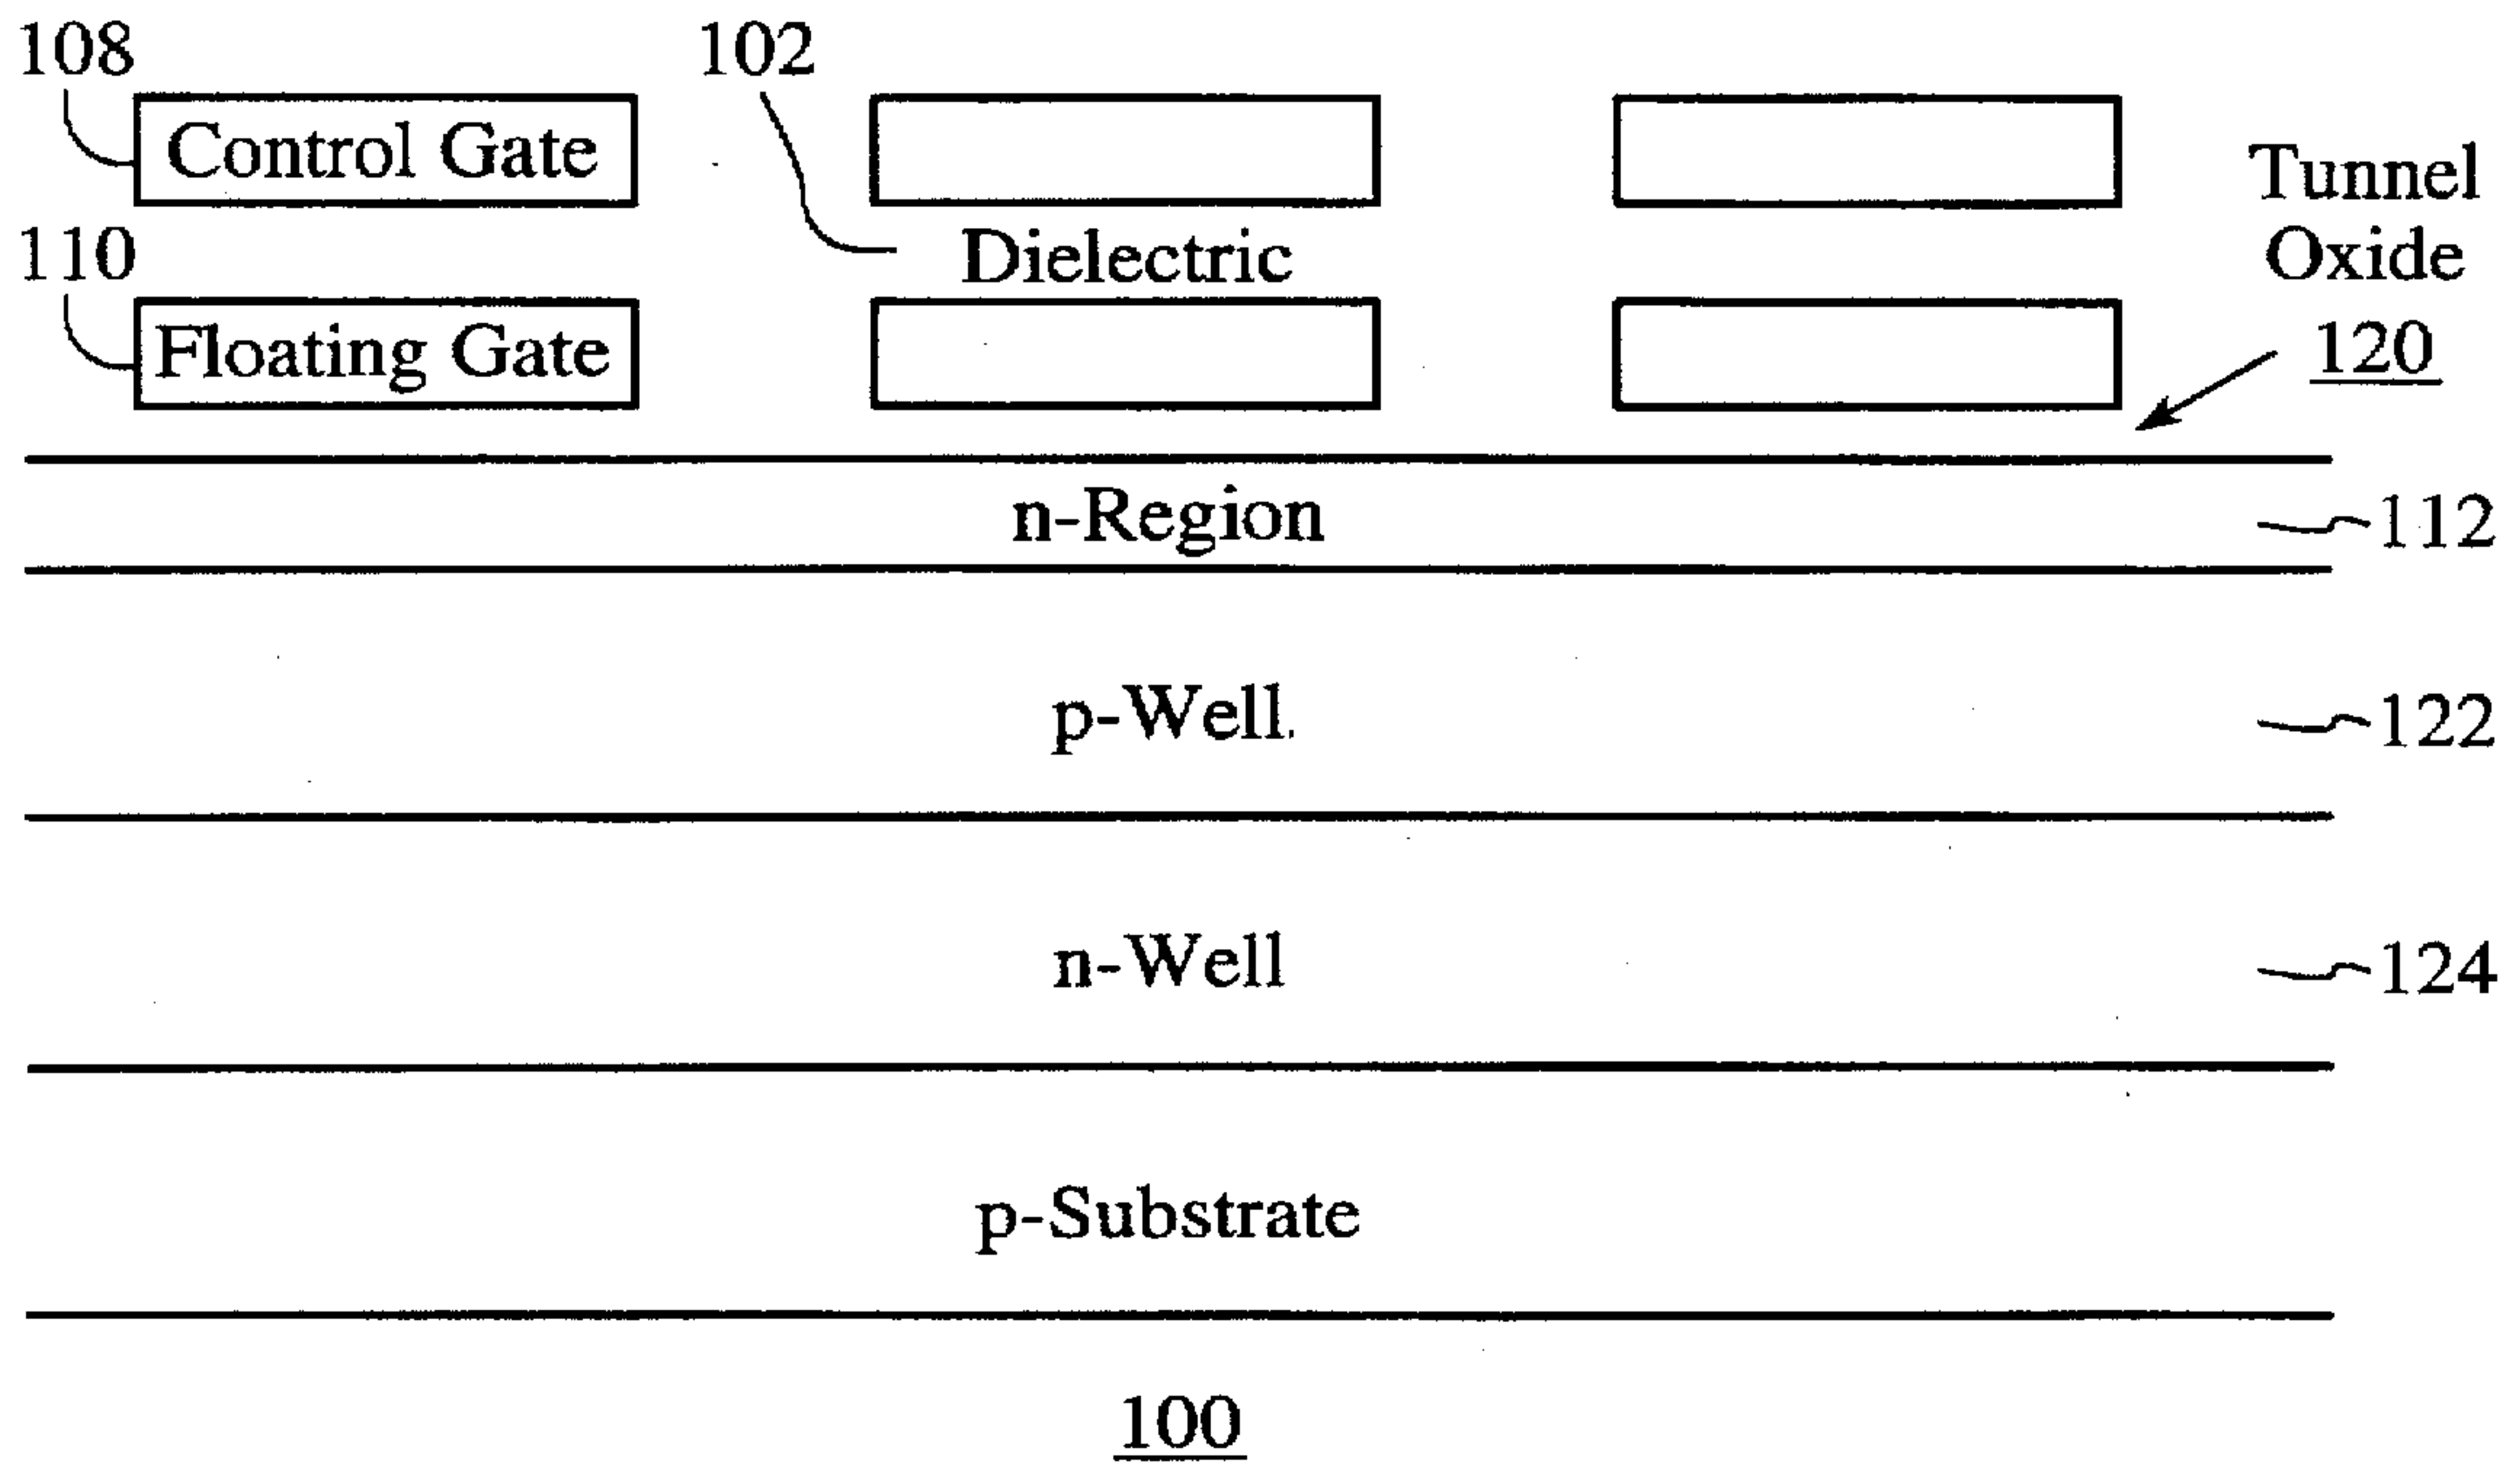 108
102
Control Gate
Tunnel
Oxide
110
Dielectric
Floating Gate
120
n-Region
112
p-Well
122
n-Well
124
p-Substrate
100